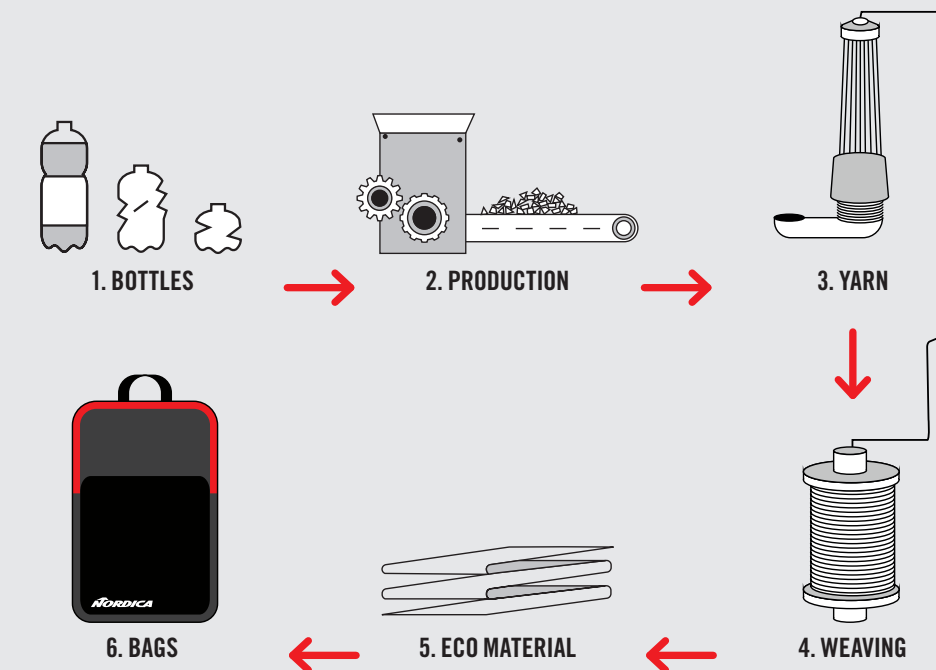 1. BOTTLES
2. PRODUCTION
3. YARN
4. WEAVING
5. ECO MATERIAL
6. BAGS
NORDICA